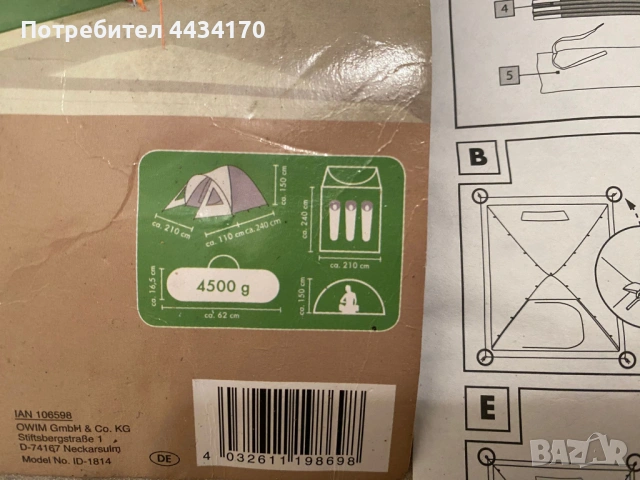 Потребител 4434170
4
5
B
ca. 150 cm
ca. 210 cm
ca. 110 cm
ca. 240 cm
ca. 240 cm
ca. 210 cm
ca. 16,5 cm
4500 g
ca. 62 cm
ca. 150 cm
E
IAN 106598
OWIM GmbH & Co. KG
Stiftsbergstraße 1
D-74167 Neckarsulm
Model No. ID-1814
DE
4 032611 198698
BAZAR